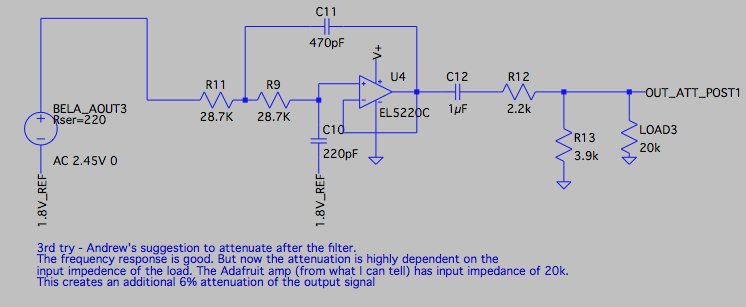 C11
470pF
V+
R11
R9
U4
C12
R12
OUT_ATT_POST1
28.7K
28.7K
EL5220C
1µF
2.2k
BELA_AOUT3
Rser=220
C10
220pF
R13
3.9k
LOAD3
20k
AC 2.45V 0
1.8V_REF
1.8V_REF
3rd try - Andrew's suggestion to attenuate after the filter.
The frequency response is good. But now the attenuation is highly dependent on the
input impedence of the load. The Adafruit amp (from what I can tell) has input impedance of 20k.
This creates an additional 6% attenuation of the output signal